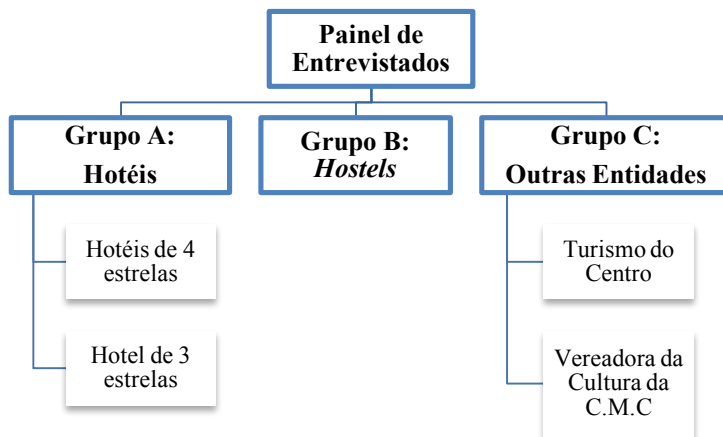 Painel de
Entrevistados
Grupo A:
Hotéis
Grupo B:
Hostels
Grupo C:
Outras Entidades
Hotéis de 4
estrelas
Hotel de 3
estrelas
Turismo do
Centro
Vereadora da
Cultura da
C.M.C